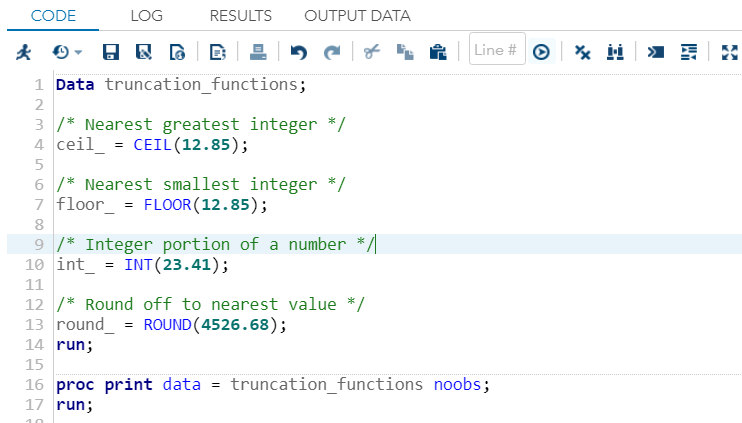 CODE LOG RESULTS OUTPUT DATA
Line #
1 Data truncation_functions;
2
3 /* Nearest greatest integer */
4 ceil_ = CEIL(12.85);
5
6 /* Nearest smallest integer */
7 floor_ = FLOOR(12.85);
8
9 /* Integer portion of a number */
10 int_ = INT(23.41);
11
12 /* Round off to nearest value */
13 round_ = ROUND(4526.68);
14 run;
15
16 proc print data = truncation_functions noobs;
17 run;
18